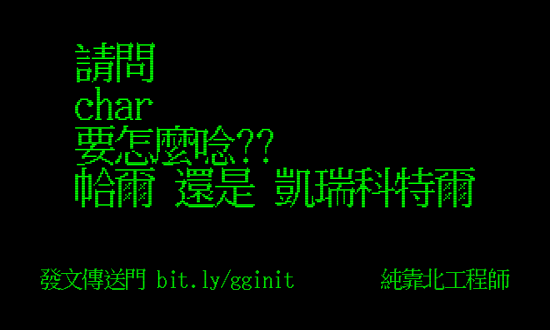 請問
char
要怎麼唸??
帢爾 還是 凱瑞科特爾
發文傳送門 bit.ly/gginit 純靠北工程師